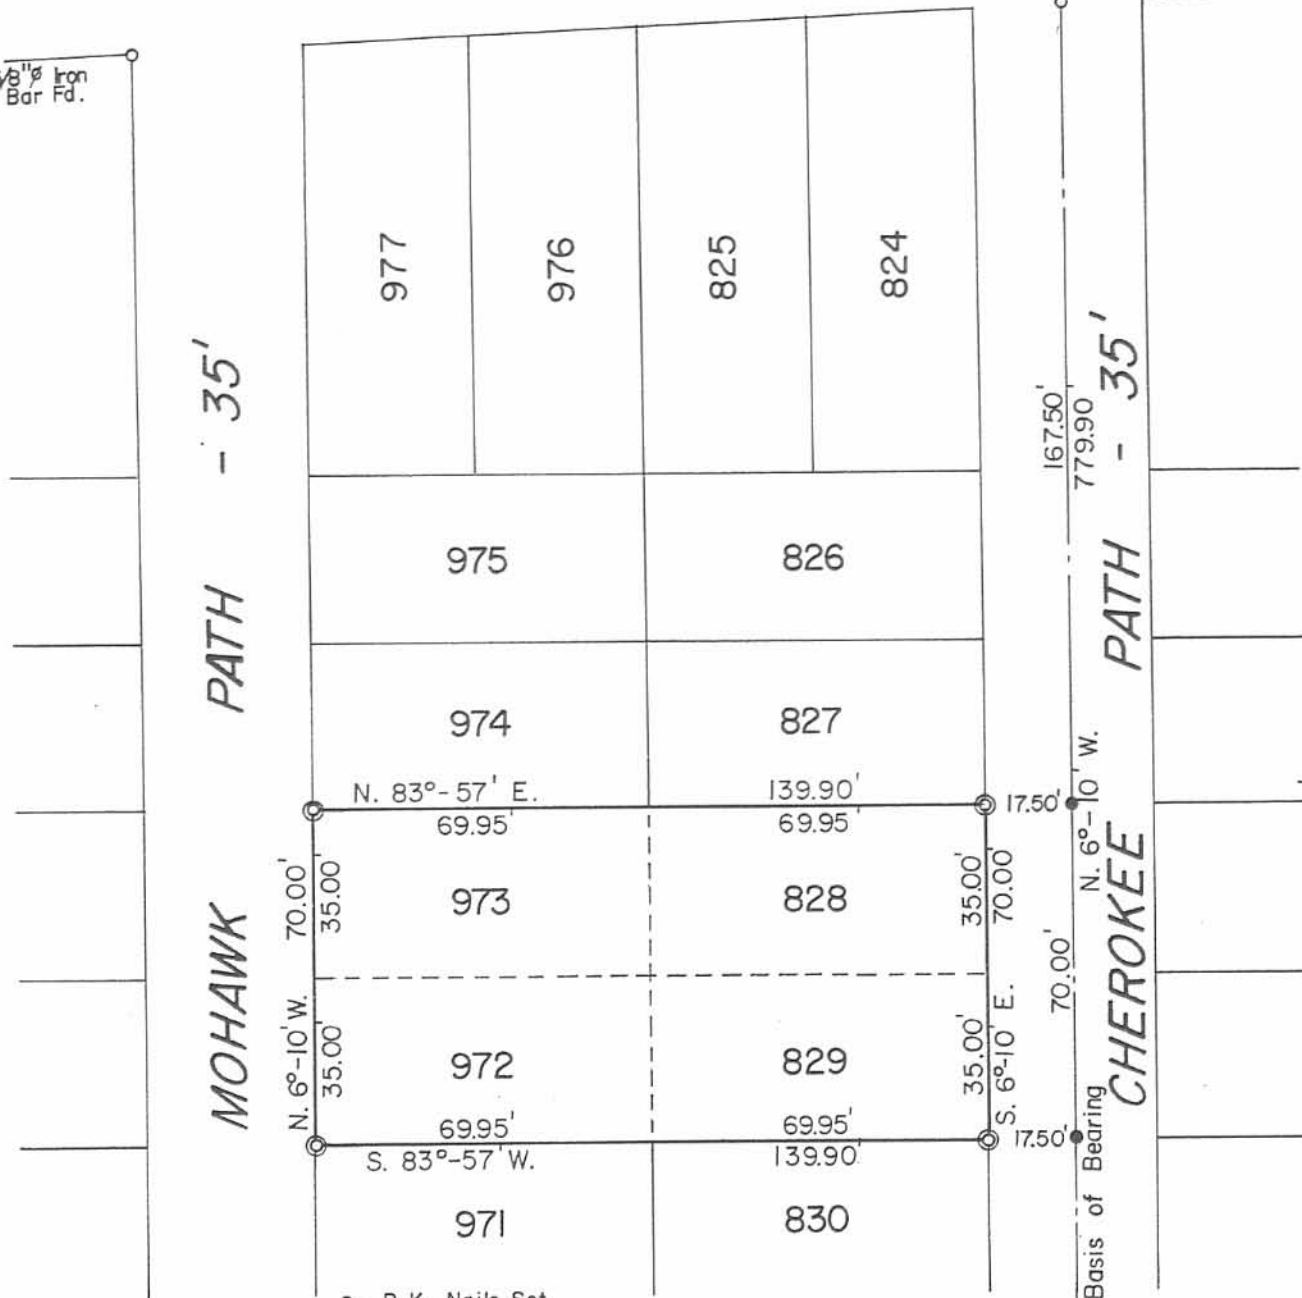 5/8"ø Iron
Bar Fd.
977
976
825
824
MOHAWK PATH - 35'
CHEROKEE PATH - 35'
167.50'
779.90'
975
826
974
827
N. 83°-57' E.
139.90'
69.95'
69.95'
17.50'
N. 6°-10' W.
70.00'
35.00'
973
828
35.00'
70.00'
70.00'
N. 6°-10' W.
35.00'
972
829
35.00'
S. 6°-10' E.
69.95'
69.95'
17.50'
S. 83°-57' W.
139.90'
971
830
Basis of Bearing
P.K. Nails Set